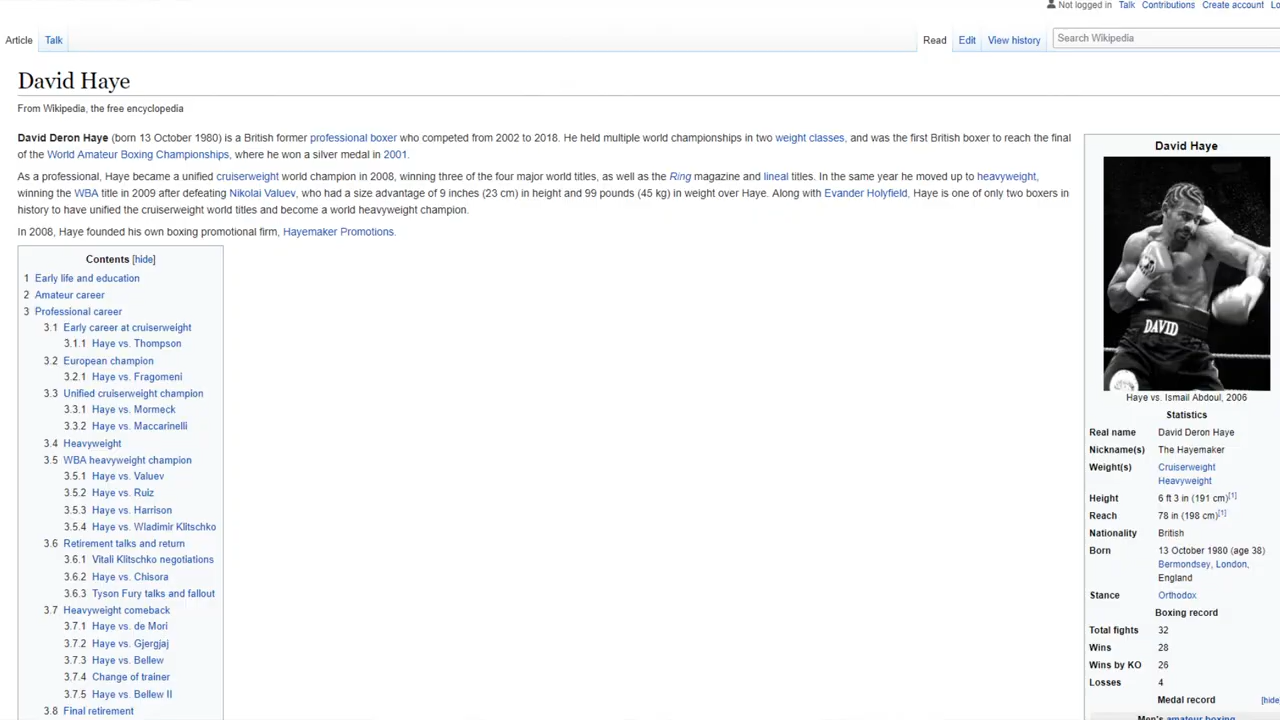 Not logged in Talk Contributions Create account Lo
Article Talk Read Edit View history Search Wikipedia
David Haye
From Wikipedia, the free encyclopedia
David Deron Haye (born 13 October 1980) is a British former professional boxer who competed from 2002 to 2018. He held multiple world championships in two weight classes, and was the first British boxer to reach the final
of the World Amateur Boxing Championships, where he won a silver medal in 2001.
As a professional, Haye became a unified cruiserweight world champion in 2008, winning three of the four major world titles, as well as the Ring magazine and lineal titles. In the same year he moved up to heavyweight,
winning the WBA title in 2009 after defeating Nikolai Valuev, who had a size advantage of 9 inches (23 cm) in height and 99 pounds (45 kg) in weight over Haye. Along with Evander Holyfield, Haye is one of only two boxers in
history to have unified the cruiserweight world titles and become a world heavyweight champion.
In 2008, Haye founded his own boxing promotional firm, Hayemaker Promotions.
Contents [hide]
1 Early life and education
2 Amateur career
3 Professional career
3.1 Early career at cruiserweight
3.1.1 Haye vs. Thompson
3.2 European champion
3.2.1 Haye vs. Fragomeni
3.3 Unified cruiserweight champion
3.3.1 Haye vs. Mormeck
3.3.2 Haye vs. Maccarinelli
3.4 Heavyweight
3.5 WBA heavyweight champion
3.5.1 Haye vs. Valuev
3.5.2 Haye vs. Ruiz
3.5.3 Haye vs. Harrison
3.5.4 Haye vs. Wladimir Klitschko
3.6 Retirement talks and return
3.6.1 Vitali Klitschko negotiations
3.6.2 Haye vs. Chisora
3.6.3 Tyson Fury talks and fallout
3.7 Heavyweight comeback
3.7.1 Haye vs. de Mori
3.7.2 Haye vs. Gjergjaj
3.7.3 Haye vs. Bellew
3.7.4 Change of trainer
3.7.5 Haye vs. Bellew II
3.8 Final retirement
David Haye
DAVID
Haye vs. Ismail Abdoul, 2006
Statistics
Real name David Deron Haye
Nickname(s) The Hayemaker
Weight(s) Cruiserweight
Heavyweight
Height 6 ft 3 in (191 cm)[1]
Reach 78 in (198 cm)[1]
Nationality British
Born 13 October 1980 (age 38)
Bermondsey, London,
England
Stance Orthodox
Boxing record
Total fights 32
Wins 28
Wins by KO 26
Losses 4
Medal record [hide]
Men's amateur boxing